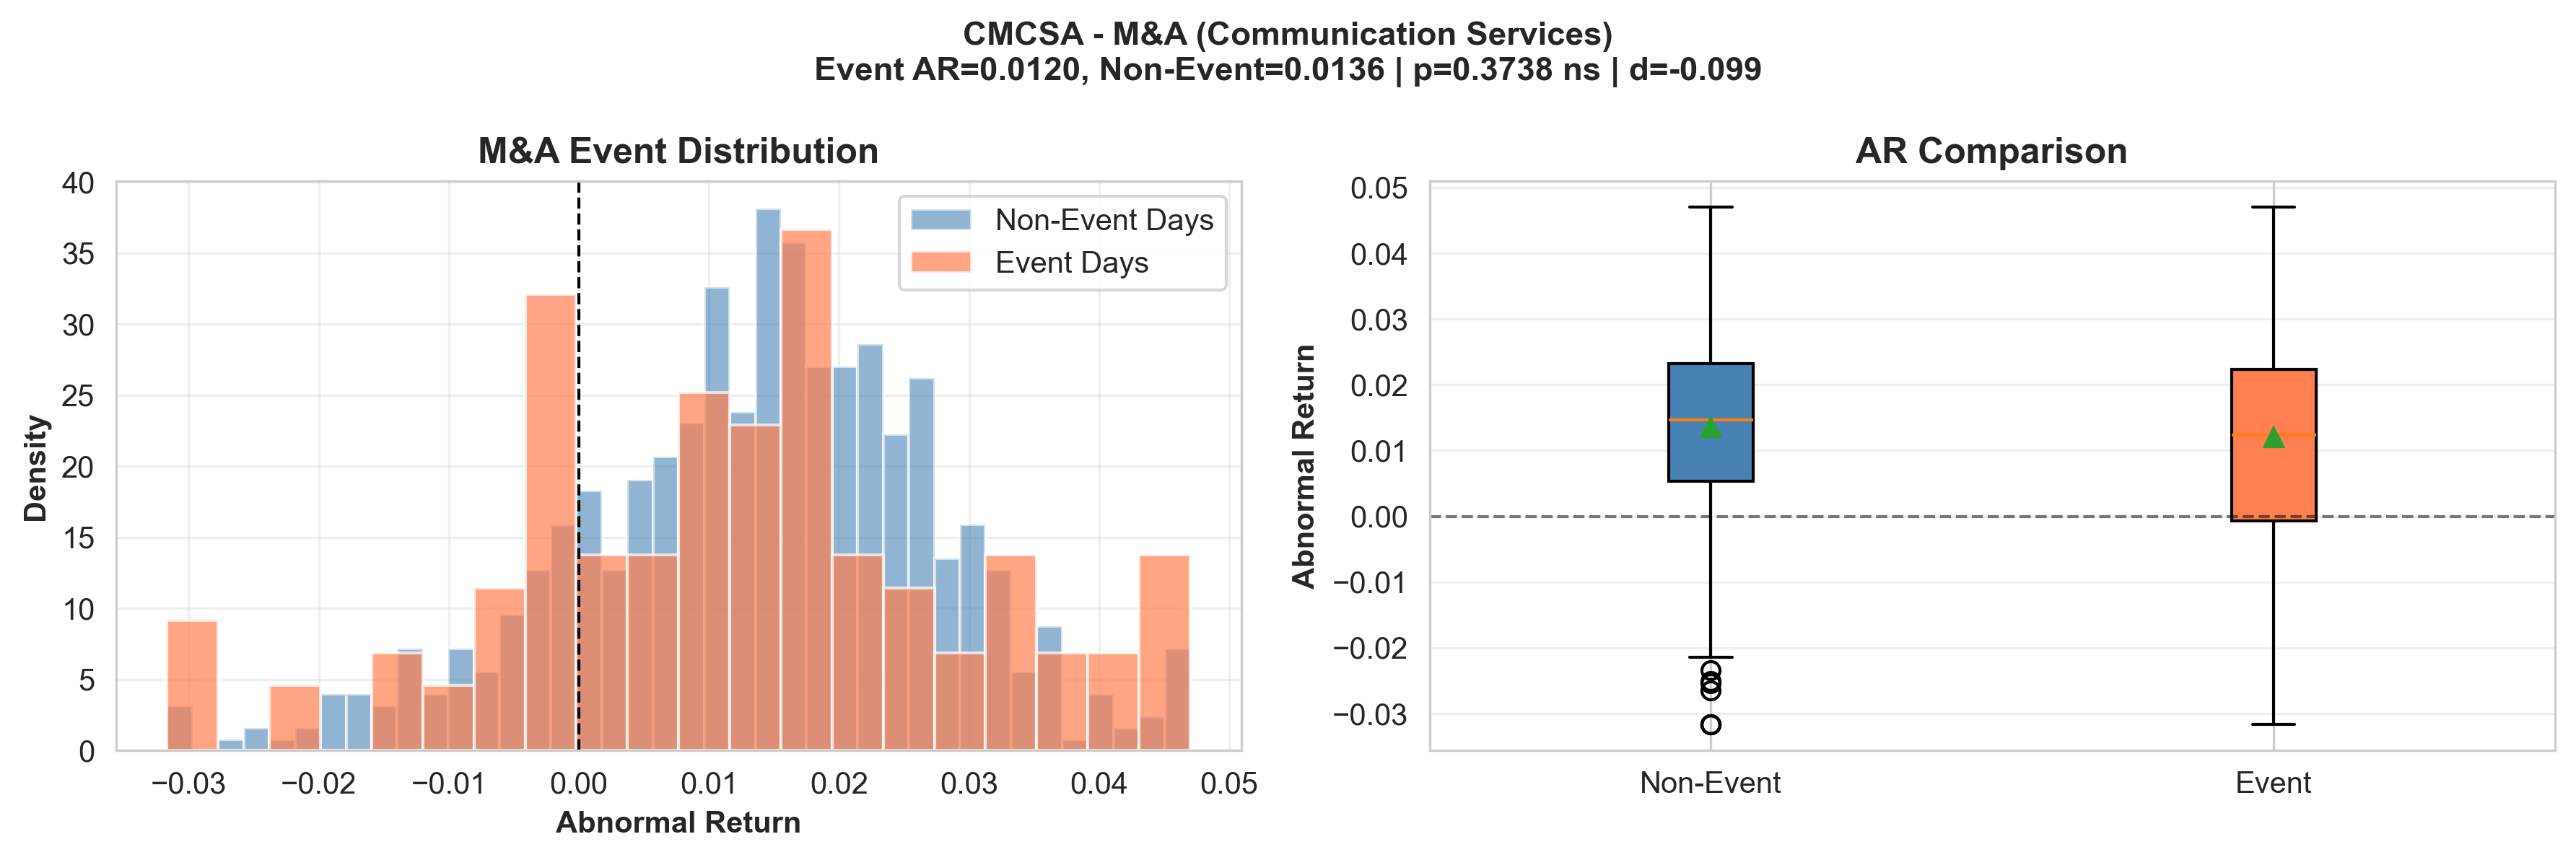 CMCSA - M&A (Communication Services)
Event AR=0.0120, Non-Event=0.0136 | p=0.3738 ns | d=-0.099
M&A Event Distribution
40
35
30
25
20
15
10
5
0
Density
Non-Event Days
Event Days
−0.03
−0.02
−0.01
0.00
0.01
0.02
0.03
0.04
0.05
Abnormal Return
AR Comparison
0.05
0.04
0.03
0.02
0.01
0.00
−0.01
−0.02
−0.03
Abnormal Return
Non-Event
Event